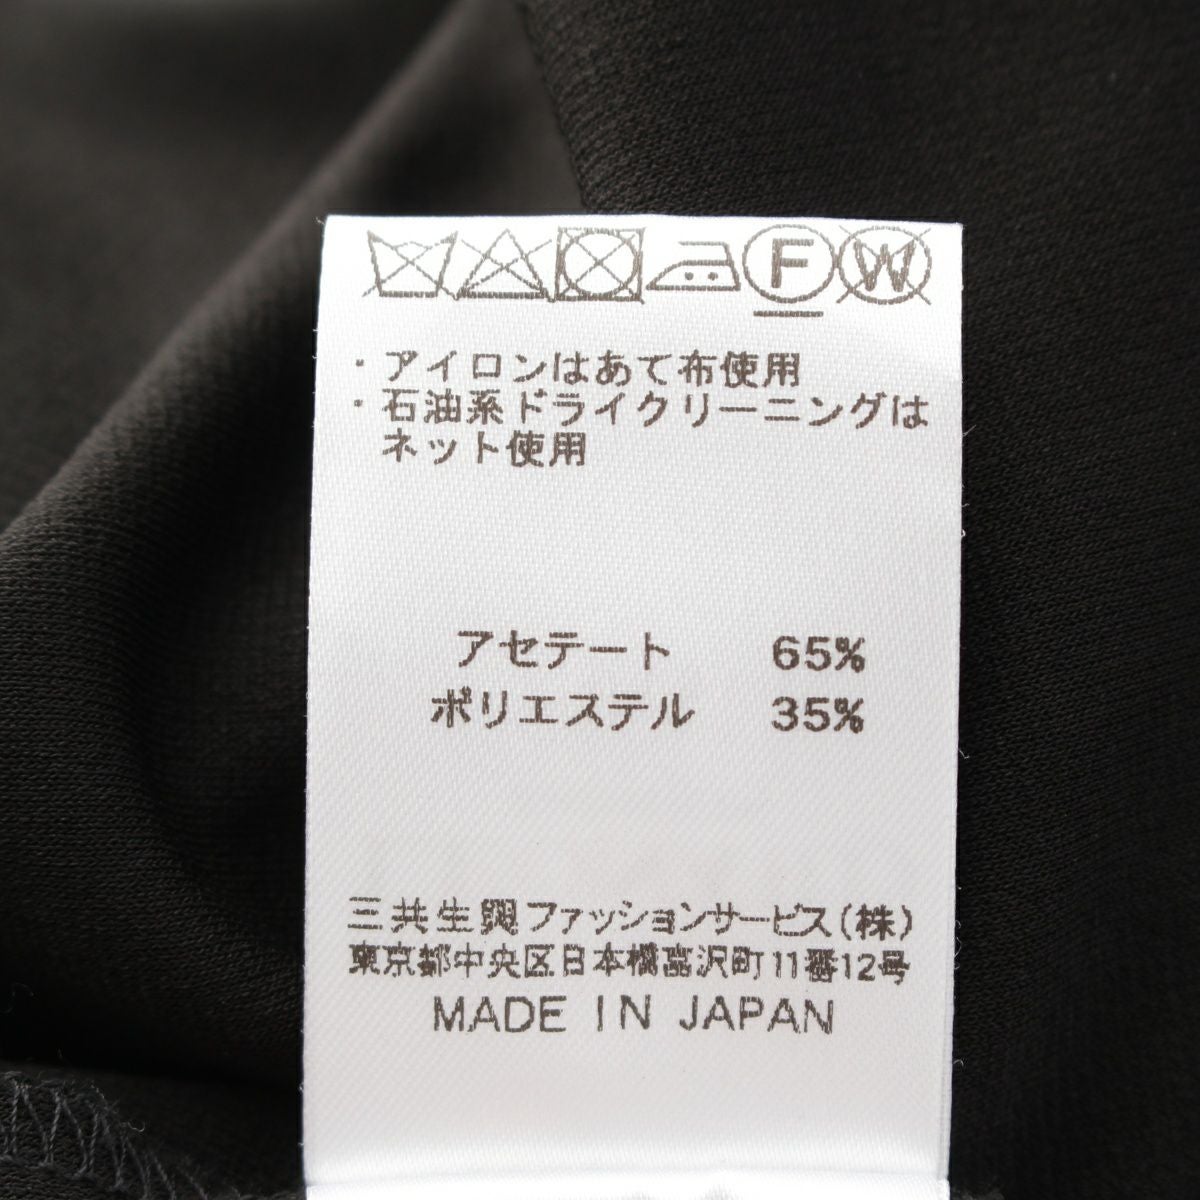 F W
・アイロンはあて布使用
・石油系ドライクリーニングは
ネット使用
アセテート 65%
ポリエステル 35%
三共生興ファッションサービス(株)
東京都中央区日本橋富沢町11番12号
MADE IN JAPAN